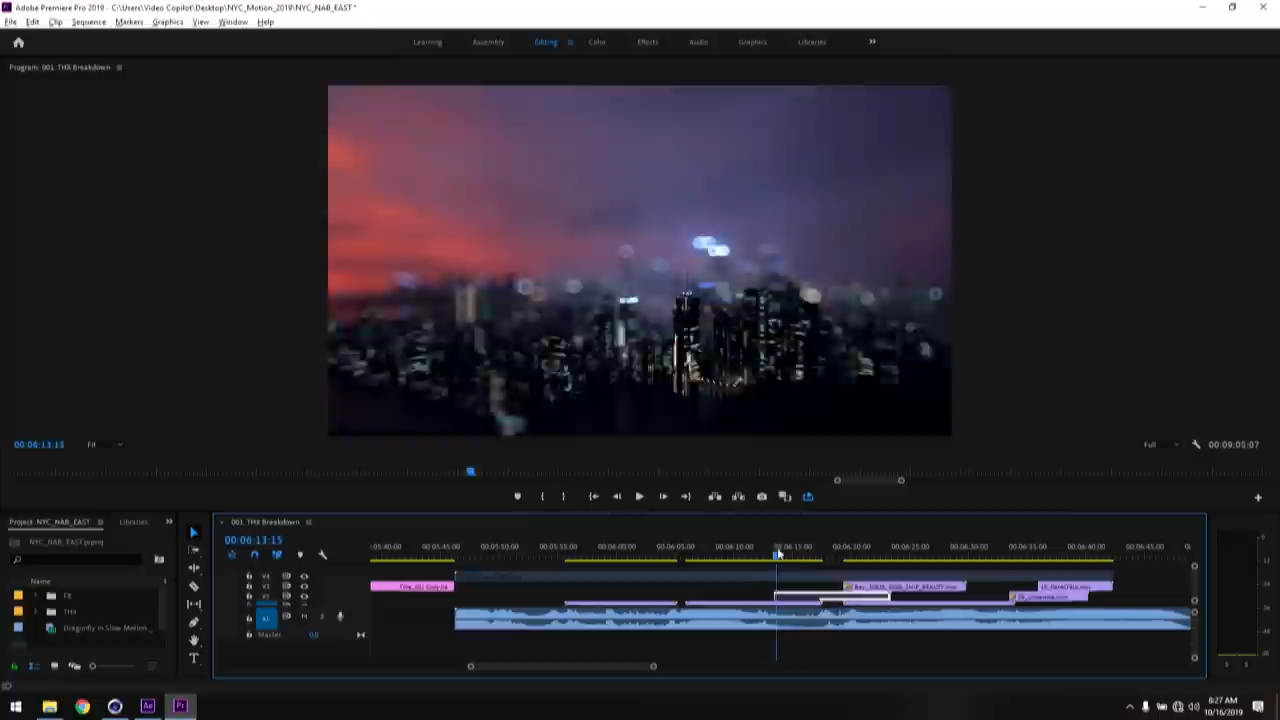 Adobe Premiere Pro 2019 - C:\Users\Video Copilot\Desktop\NYC_Motion_2019\NYC_NAB_EAST *
File Edit Clip Sequence Markers Graphics View Window Help
Learning Assembly Editing Color Effects Audio Graphics Libraries
Program: 001. THX Breakdown
00:06:13:15 Fit Full 00:09:05:07
Project: NYC_NAB_EAST Libraries
001. THX Breakdown
NYC_NAB_EAST.prproj
00:06:13:15
:05:40:00 00:05:45:00 00:05:50:00 00:05:55:00 00:06:00:00 00:06:05:00 00:06:10:00 00:06:15:00 00:06:20:00 00:06:25:00 00:06:30:00 00:06:35:00 00:06:40:00 00:06:45:00
Name
FX
THX
Dragonfly in Slow Motion
V4
V3
A1
M S
Master 0.0
8:27 AM
10/16/2019